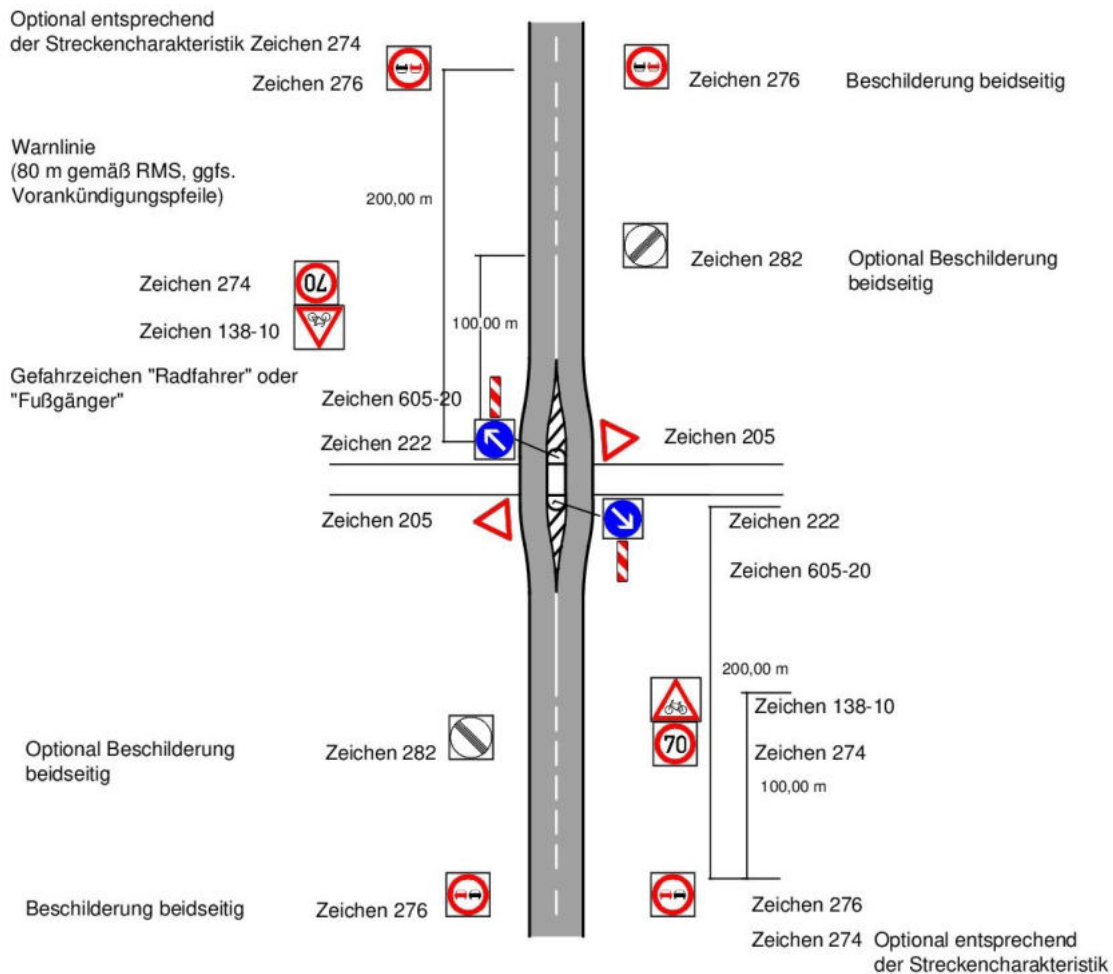 Optional entsprechend
der Streckencharakteristik Zeichen 274
Zeichen 276
Zeichen 276
Beschilderung beidseitig
Warnlinie
(80 m gemäß RMS, ggfs.
Vorankündigungspfeile)
200,00 m
Zeichen 282
Optional Beschilderung
beidseitig
Zeichen 274
70
Zeichen 138-10
100,00 m
Gefahrzeichen "Radfahrer" oder
"Fußgänger"
Zeichen 605-20
Zeichen 222
Zeichen 205
Zeichen 205
Zeichen 222
Zeichen 605-20
200,00 m
Zeichen 138-10
70
Zeichen 274
100,00 m
Optional Beschilderung
beidseitig
Zeichen 282
Beschilderung beidseitig
Zeichen 276
Zeichen 276
Zeichen 274 Optional entsprechend
der Streckencharakteristik